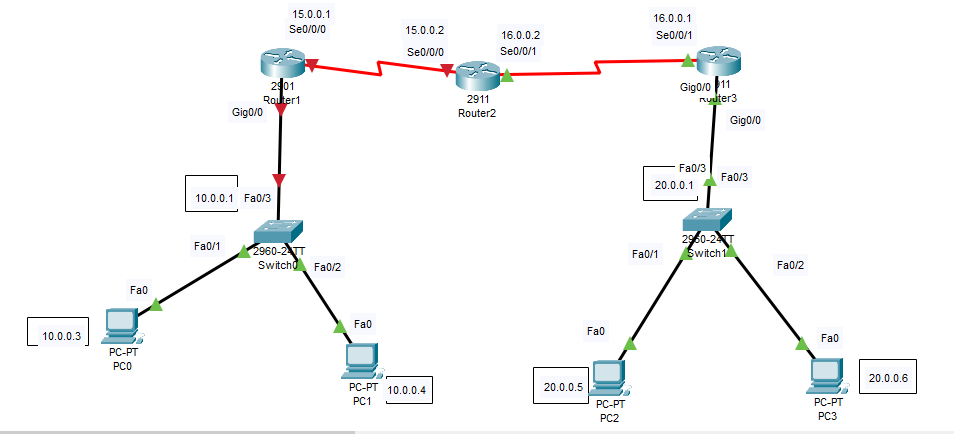 15.0.0.1
Se0/0/0
15.0.0.2
Se0/0/0
16.0.0.2
Se0/0/1
16.0.0.1
Se0/0/1
2901
Router1
Gig0/0
2911
Router2
Gig0/0
Router3
Gig0/0
10.0.0.1
Fa0/3
Fa0/3
20.0.0.1
Fa0/3
Fa0/1
2960-24TT
Switch0
Fa0/2
Fa0/1
2960-24TT
Switch1
Fa0/2
Fa0
10.0.0.3
PC-PT
PC0
Fa0
PC-PT
PC1
10.0.0.4
Fa0
20.0.0.5
PC-PT
PC2
Fa0
PC-PT
PC3
20.0.0.6